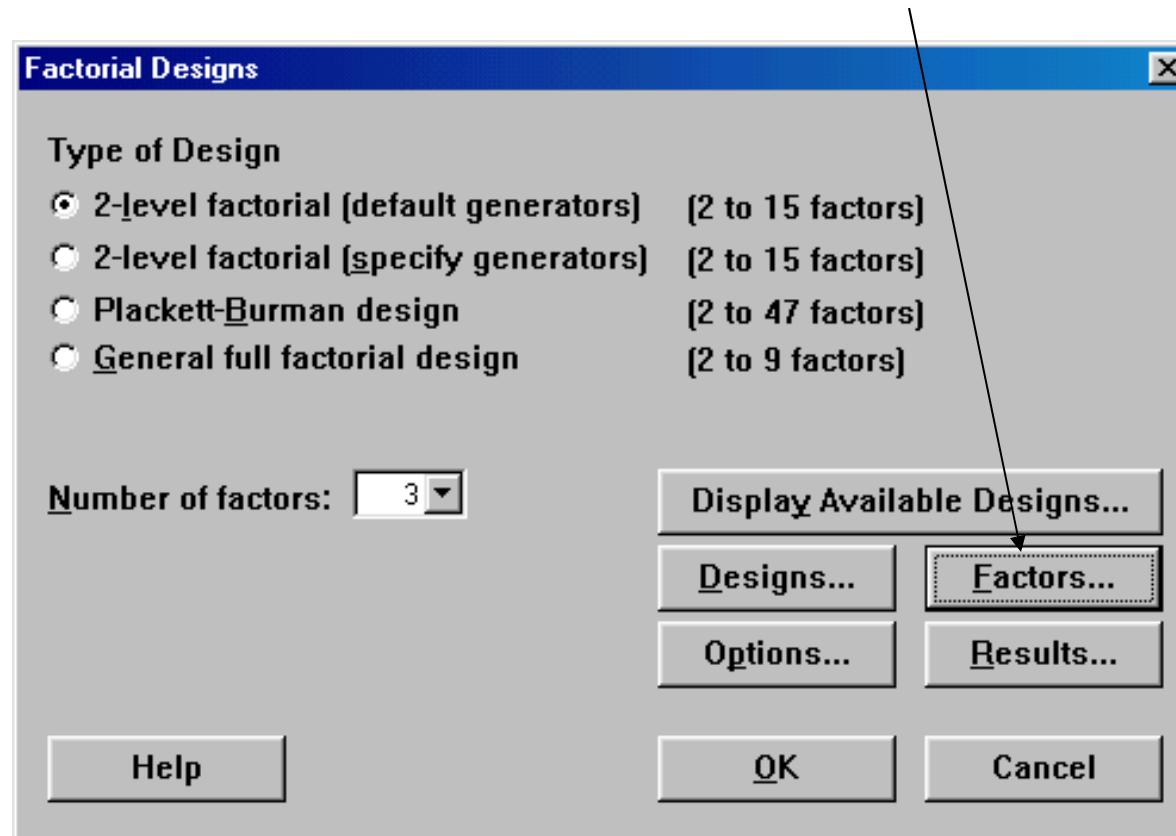 Factorial Designs
Type of Design
2-level factorial (default generators) (2 to 15 factors)
2-level factorial (specify generators) (2 to 15 factors)
Plackett-Burman design (2 to 47 factors)
General full factorial design (2 to 9 factors)
Number of factors: 3
Display Available Designs...
Designs... Factors...
Options... Results...
Help OK Cancel